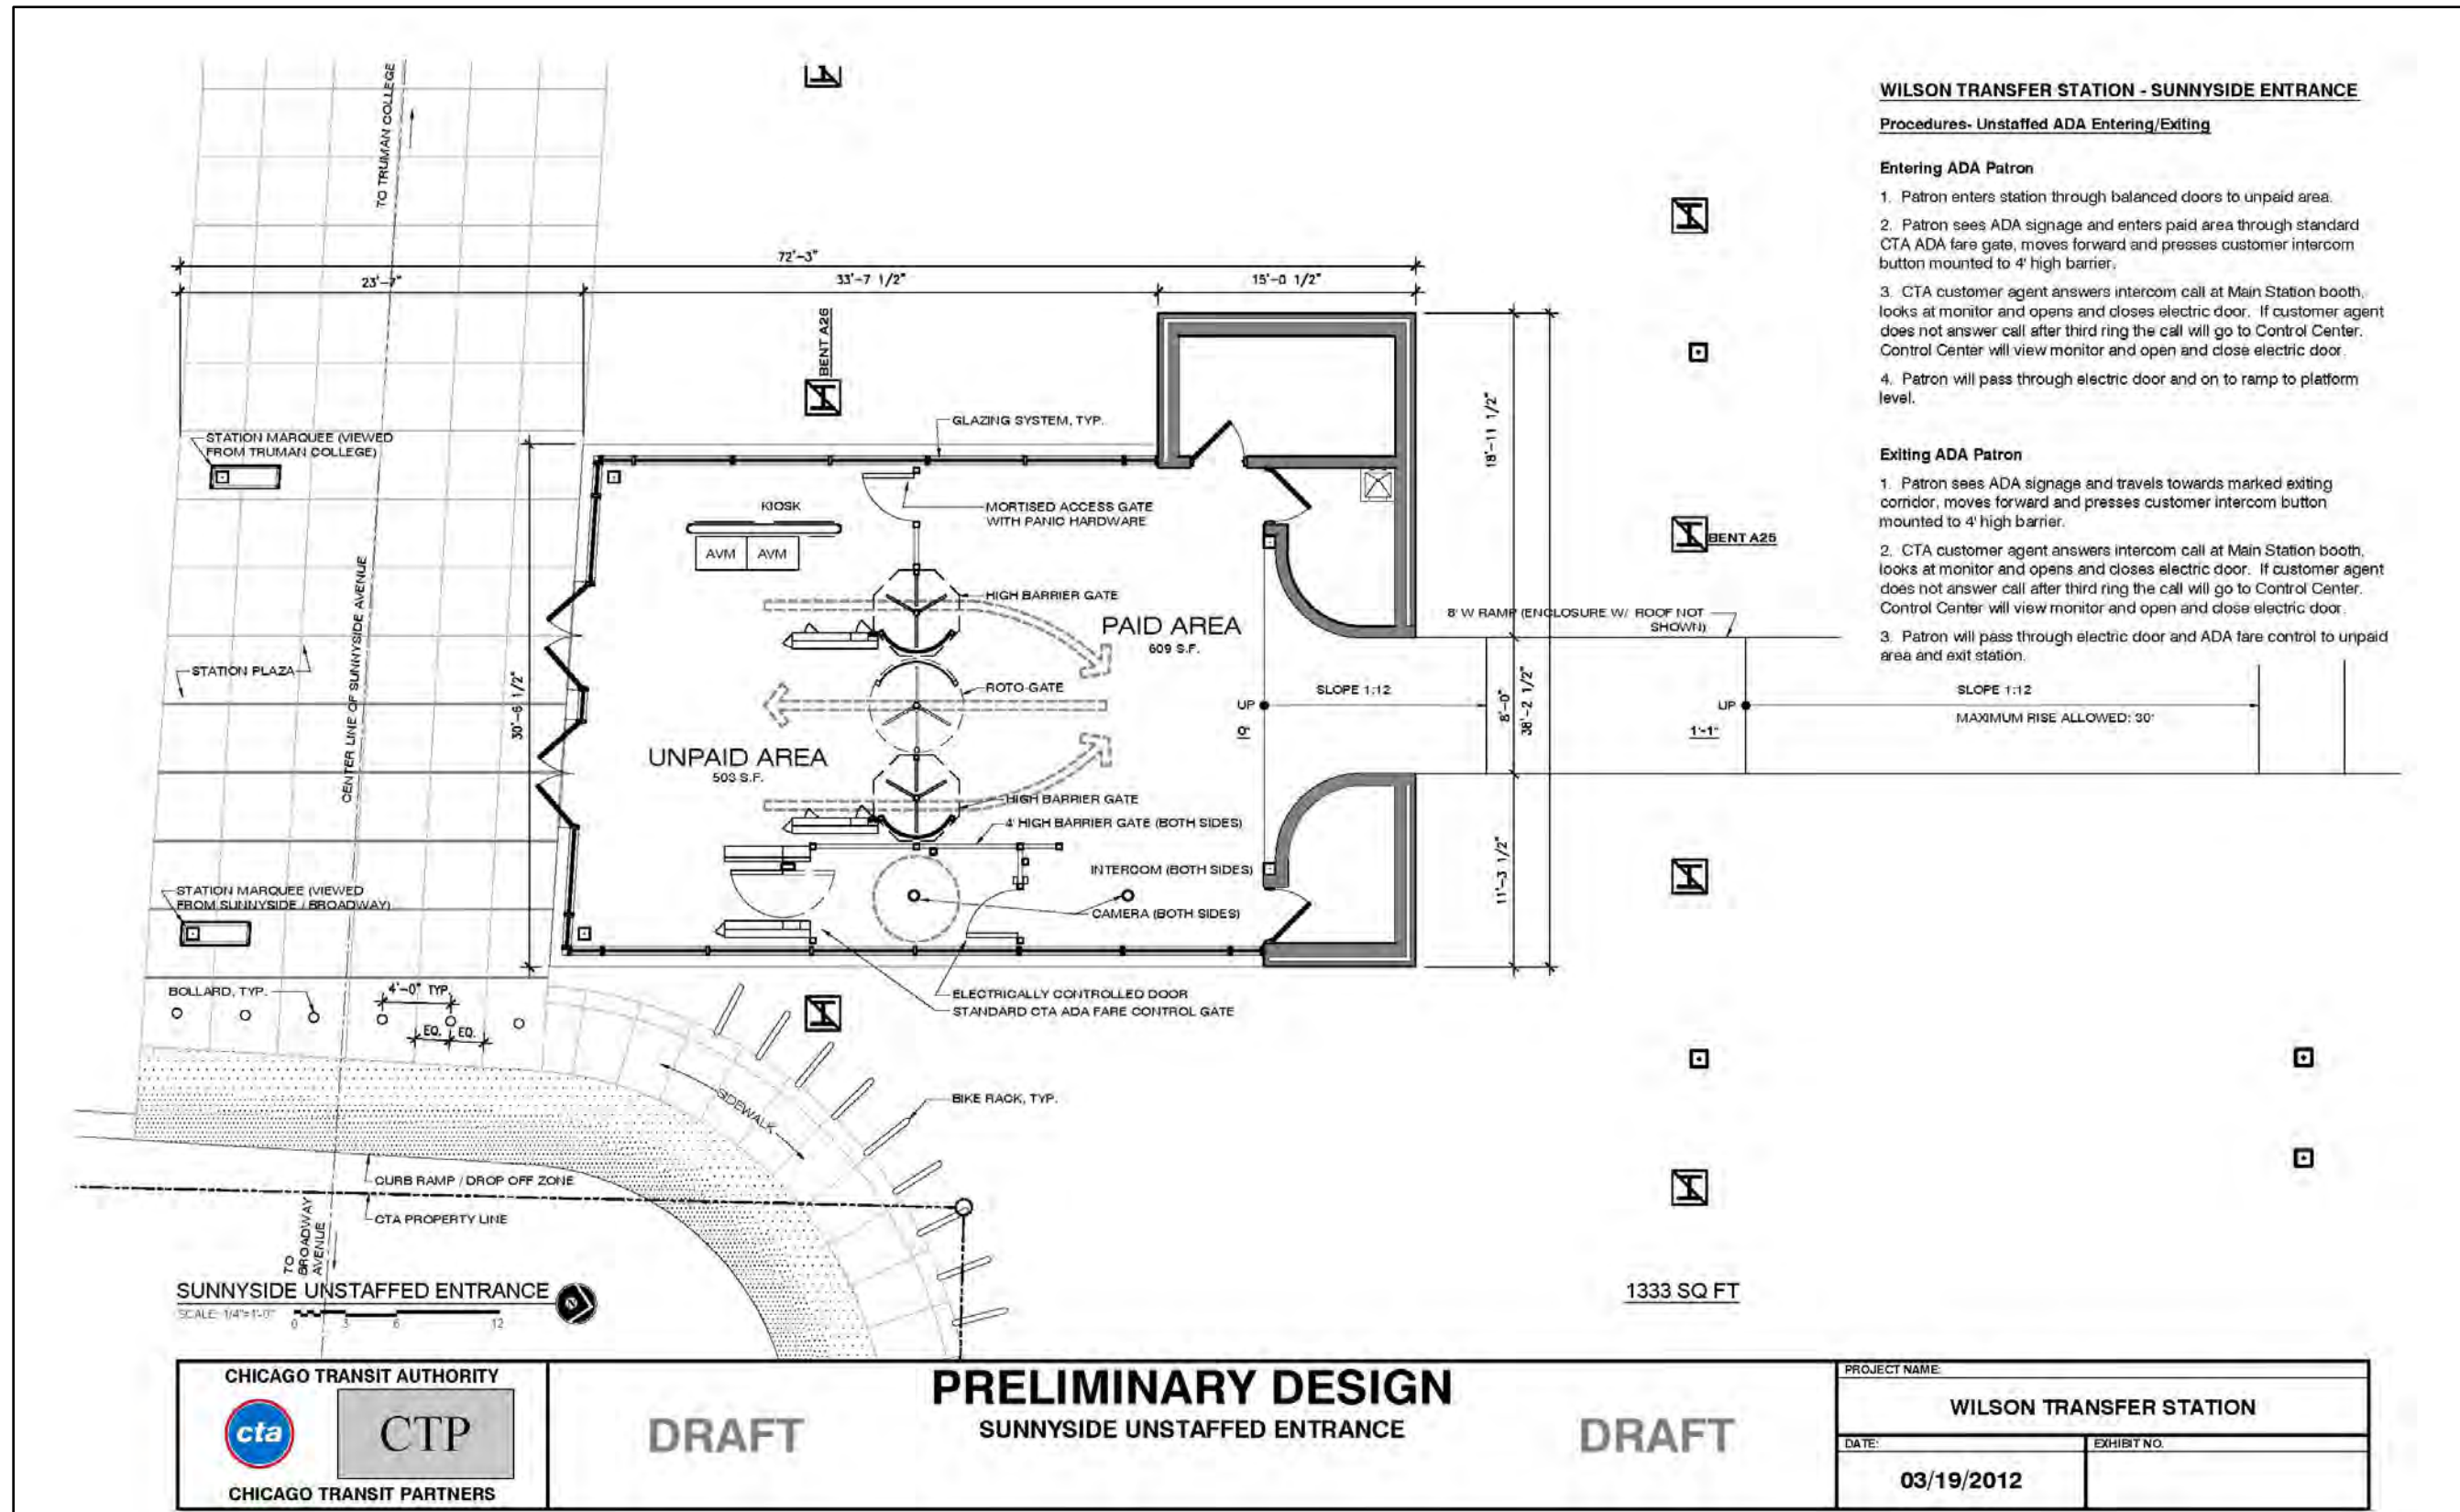 WILSON TRANSFER STATION - SUNNYSIDE ENTRANCE
Procedures- Unstaffed ADA Entering/Exiting
Entering ADA Patron
1. Patron enters station through balanced doors to unpaid area.
2. Patron sees ADA signage and enters paid area through standard
CTA ADA fare gate, moves forward and presses customer intercom
button mounted to 4' high barrier.
3. CTA customer agent answers intercom call at Main Station booth,
looks at monitor and opens and closes electric door. If customer agent
does not answer call after third ring the call will go to Control Center.
Control Center will view monitor and open and close electric door.
4. Patron will pass through electric door and on to ramp to platform
level.
Exiting ADA Patron
1. Patron sees ADA signage and travels towards marked exiting
corridor, moves forward and presses customer intercom button
mounted to 4' high barrier.
2. CTA customer agent answers intercom call at Main Station booth,
looks at monitor and opens and closes electric door. If customer agent
does not answer call after third ring the call will go to Control Center.
Control Center will view monitor and open and close electric door.
3. Patron will pass through electric door and ADA fare control to unpaid
area and exit station.
TO TRUMAN COLLEGE
72'-3"
23'-7"
33'-7 1/2"
15'-0 1/2"
BENT A26
GLAZING SYSTEM, TYP.
STATION MARQUEE (VIEWED
FROM TRUMAN COLLEGE)
KIOSK
MORTISED ACCESS GATE
WITH PANIC HARDWARE
AVM
AVM
18'-11 1/2"
BENT A25
HIGH BARRIER GATE
8' W RAMP (ENCLOSURE W/ ROOF NOT
SHOWN)
PAID AREA
609 S.F.
CENTER LINE OF SUNNYSIDE AVENUE
STATION PLAZA
30'-6 1/2"
ROTO-GATE
SLOPE 1:12
UP
0"
8'-0"
38'-2 1/2"
UP
1'-1"
SLOPE 1:12
MAXIMUM RISE ALLOWED: 30"
UNPAID AREA
503 S.F.
HIGH BARRIER GATE
4' HIGH BARRIER GATE (BOTH SIDES)
INTERCOM (BOTH SIDES)
11'-3 1/2"
STATION MARQUEE (VIEWED
FROM SUNNYSIDE / BROADWAY)
CAMERA (BOTH SIDES)
BOLLARD, TYP.
4'-0" TYP.
EQ.
EQ.
ELECTRICALLY CONTROLLED DOOR
STANDARD CTA ADA FARE CONTROL GATE
SIDEWALK
BIKE RACK, TYP.
CURB RAMP / DROP OFF ZONE
CTA PROPERTY LINE
TO
BROADWAY
AVENUE
SUNNYSIDE UNSTAFFED ENTRANCE
N
SCALE: 1/4"=1'-0"
0 3 6 12
1333 SQ FT
CHICAGO TRANSIT AUTHORITY
cta
CTP
CHICAGO TRANSIT PARTNERS
DRAFT
PRELIMINARY DESIGN
SUNNYSIDE UNSTAFFED ENTRANCE
DRAFT
PROJECT NAME:
WILSON TRANSFER STATION
DATE:
03/19/2012
EXHIBIT NO.